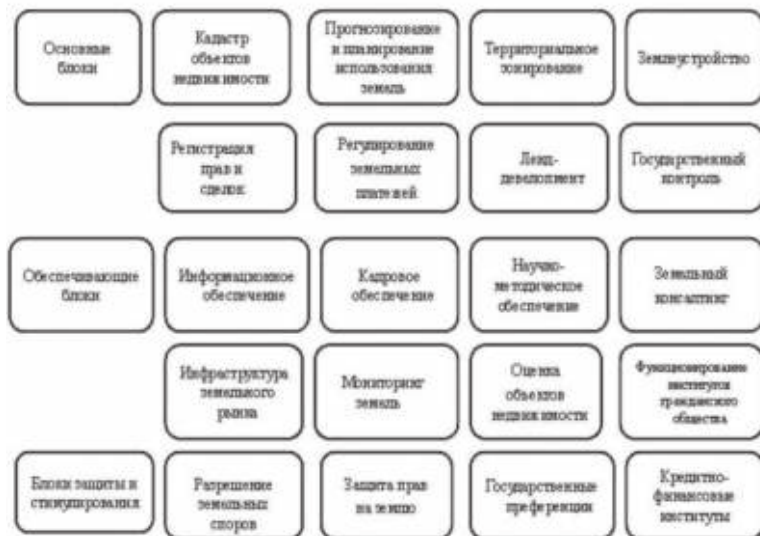 Основные
блоки
Кадастр
объектов
недвижимости
Прогнозирование
и планирование
использования
земель
Территориальное
зонирование
Землеустройство
Регистрация
прав и
сделок
Регулирование
земельных
платежей
Ленд-
девелопмент
Государственный
контроль
Обеспечивающие
блоки
Информационное
обеспечение
Кадровое
обеспечение
Научно-
методическое
обеспечение
Земельный
консалтинг
Инфраструктура
земельного
рынка
Мониторинг
земель
Оценка
объектов
недвижимости
Функционирование
институтов
гражданского
общества
Блоки защиты и
стимулирования
Разрешение
земельных
споров
Защита прав
на землю
Государственные
преференции
Кредитно-
финансовые
институты